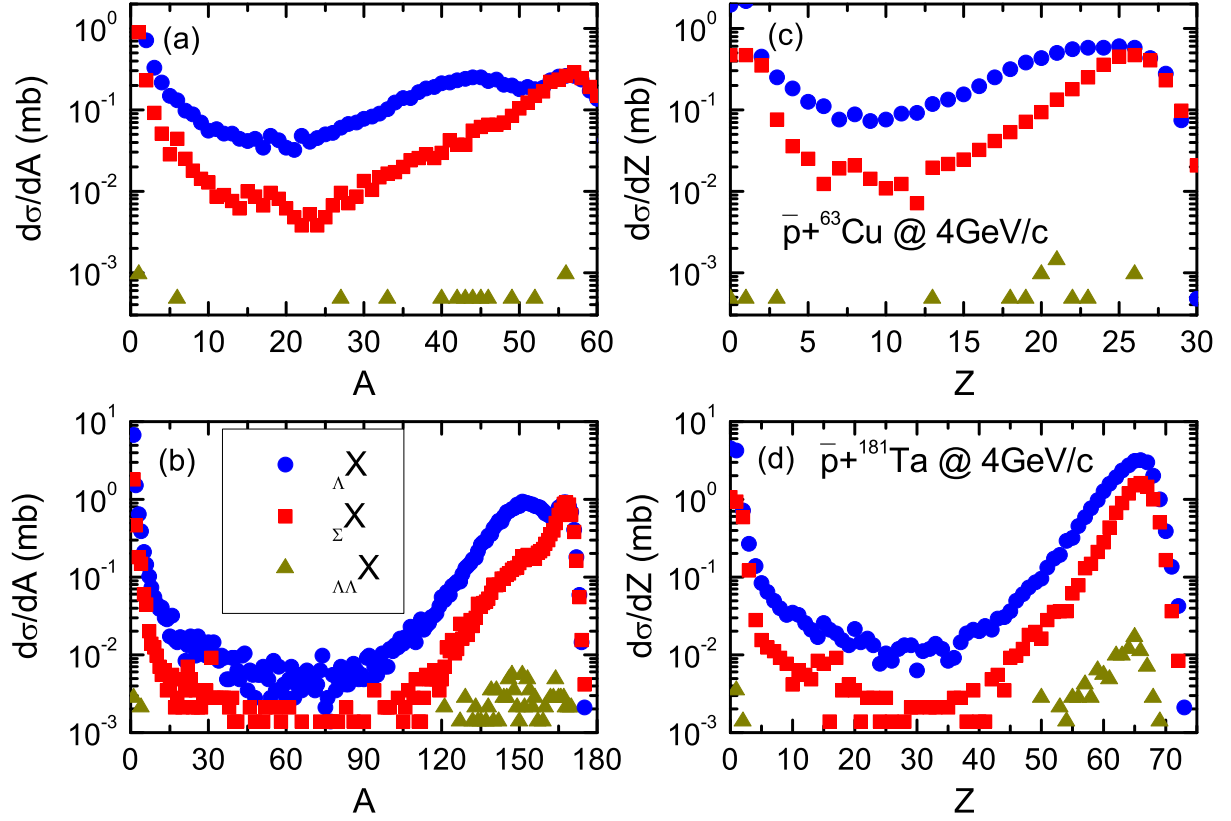 (a)
dσ/dA (mb)
10⁰
10⁻¹
10⁻²
10⁻³
0 10 20 30 40 50 60
A
(c)
dσ/dZ (mb)
10⁰
10⁻¹
10⁻²
10⁻³
p̅+⁶³Cu @ 4GeV/c
0 5 10 15 20 25 30
Z
(b)
dσ/dA (mb)
10¹
10⁰
10⁻¹
10⁻²
10⁻³
ΛX
ΣX
ΛΛX
0 30 60 90 120 150 180
A
(d) p̅+¹⁸¹Ta @ 4GeV/c
dσ/dZ (mb)
10¹
10⁰
10⁻¹
10⁻²
10⁻³
0 10 20 30 40 50 60 70
Z